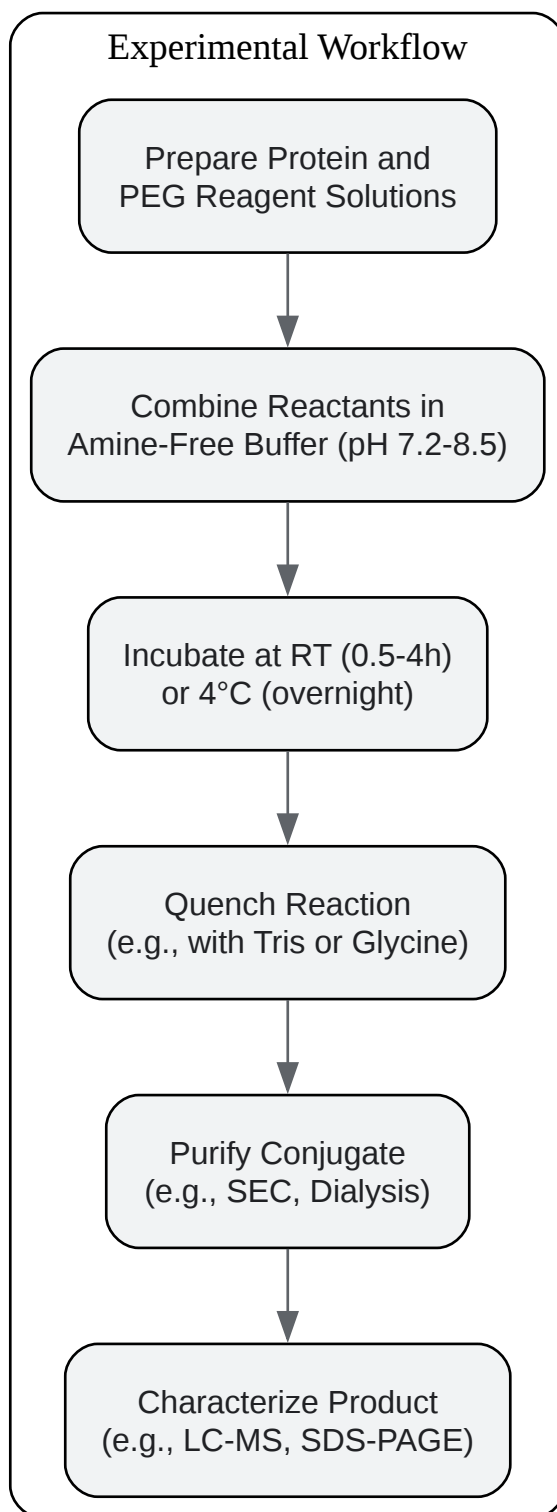 Experimental Workflow
Prepare Protein and
PEG Reagent Solutions
Combine Reactants in
Amine-Free Buffer (pH 7.2-8.5)
Incubate at RT (0.5-4h)
or 4°C (overnight)
Quench Reaction
(e.g., with Tris or Glycine)
Purify Conjugate
(e.g., SEC, Dialysis)
Characterize Product
(e.g., LC-MS, SDS-PAGE)